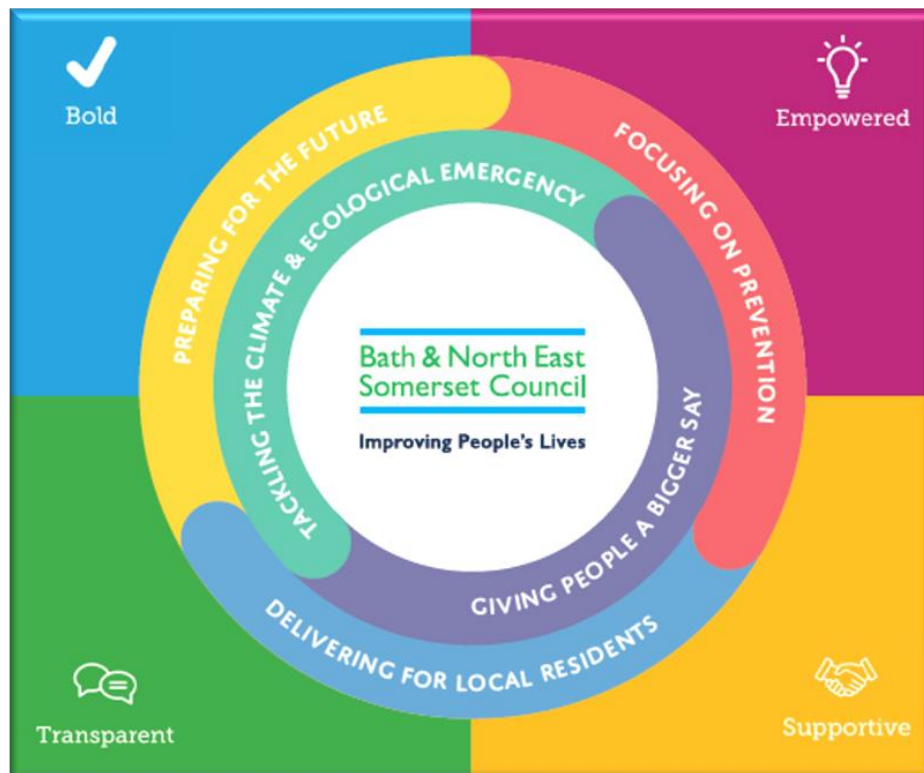 Bold
Empowered
PREPARING FOR THE FUTURE
FOCUSING ON PREVENTION
TACKLING THE CLIMATE & ECOLOGICAL EMERGENCY
Bath & North East
Somerset Council
Improving People's Lives
GIVING PEOPLE A BIGGER SAY
DELIVERING FOR LOCAL RESIDENTS
Transparent
Supportive